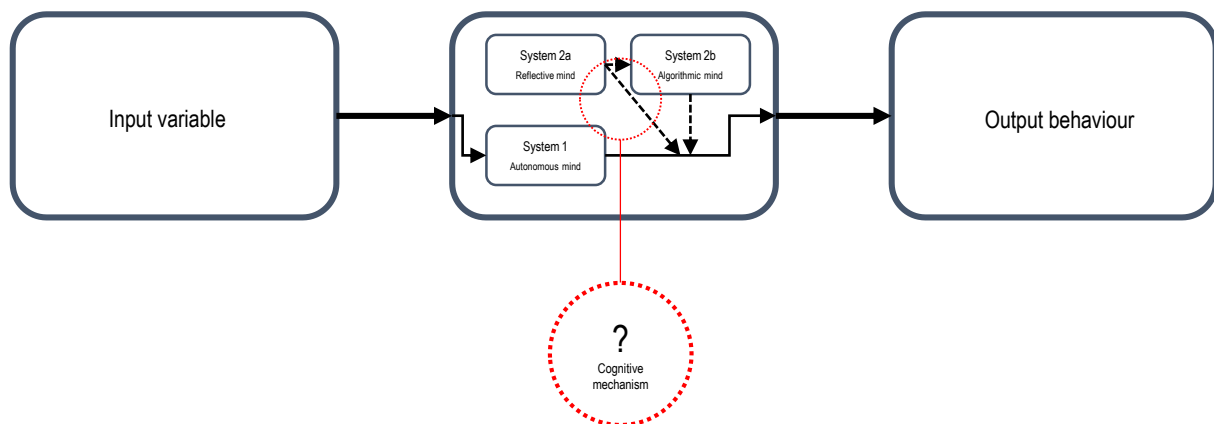 Input variable
System 2a
Reflective mind
System 2b
Algorithmic mind
System 1
Autonomous mind
Output behaviour
?
Cognitive
mechanism